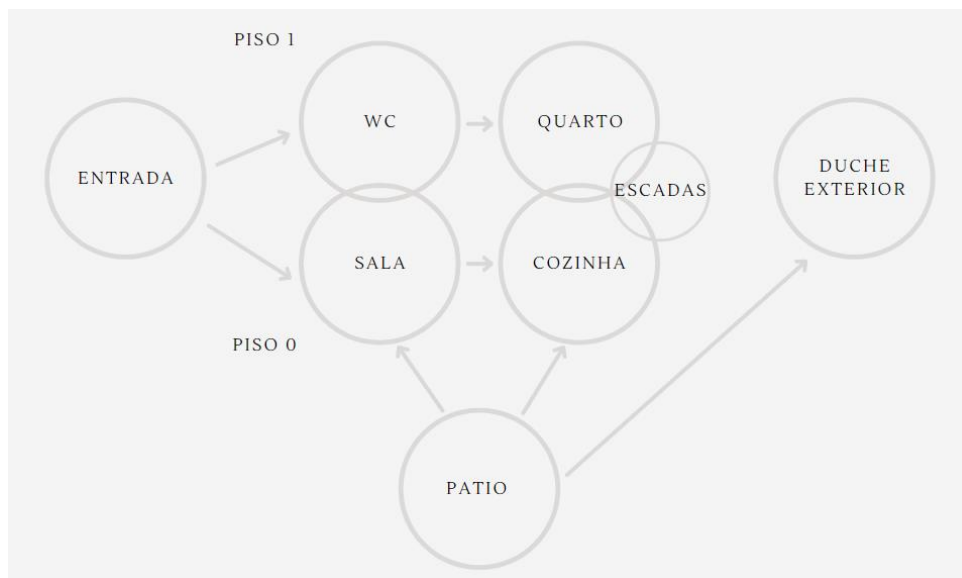 PISO 1
WC
QUARTO
ENTRADA
DUCHE
EXTERIOR
ESCADAS
SALA
COZINHA
PISO 0
PATIO